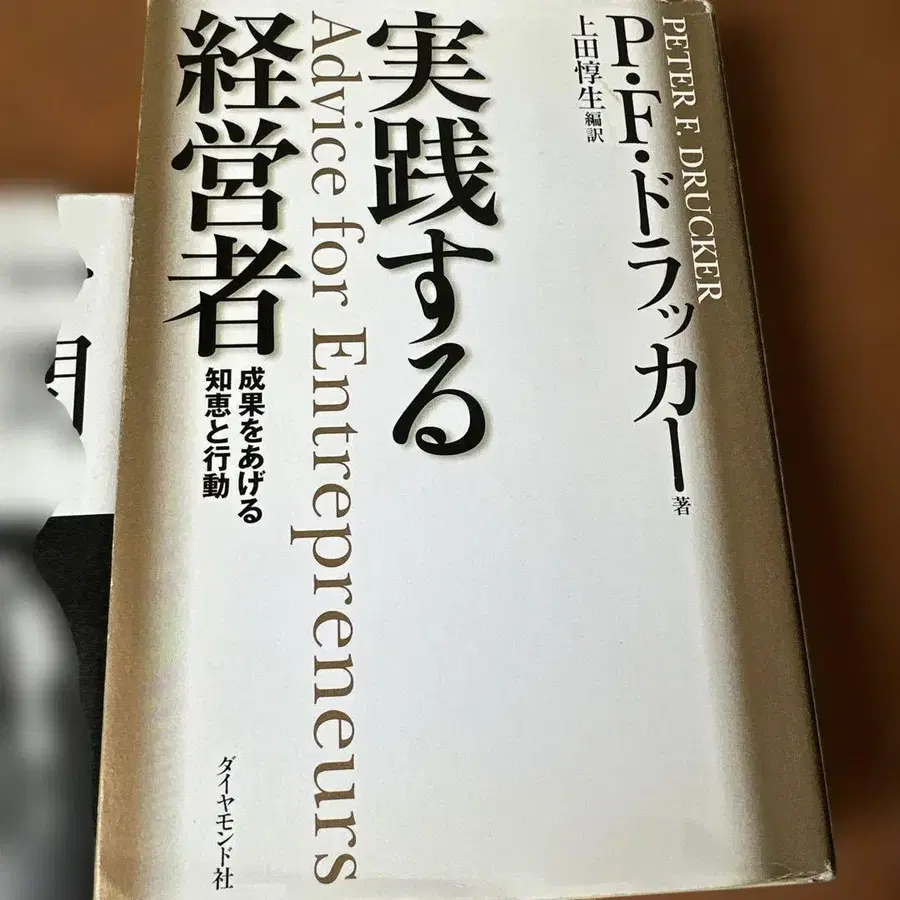 PETER F. DRUCKER
P・F・ドラッカー 著
上田惇生 編訳
実践する
Advice for Entrepreneurs
経営者
成果をあげる
知恵と行動
ダイヤモンド社